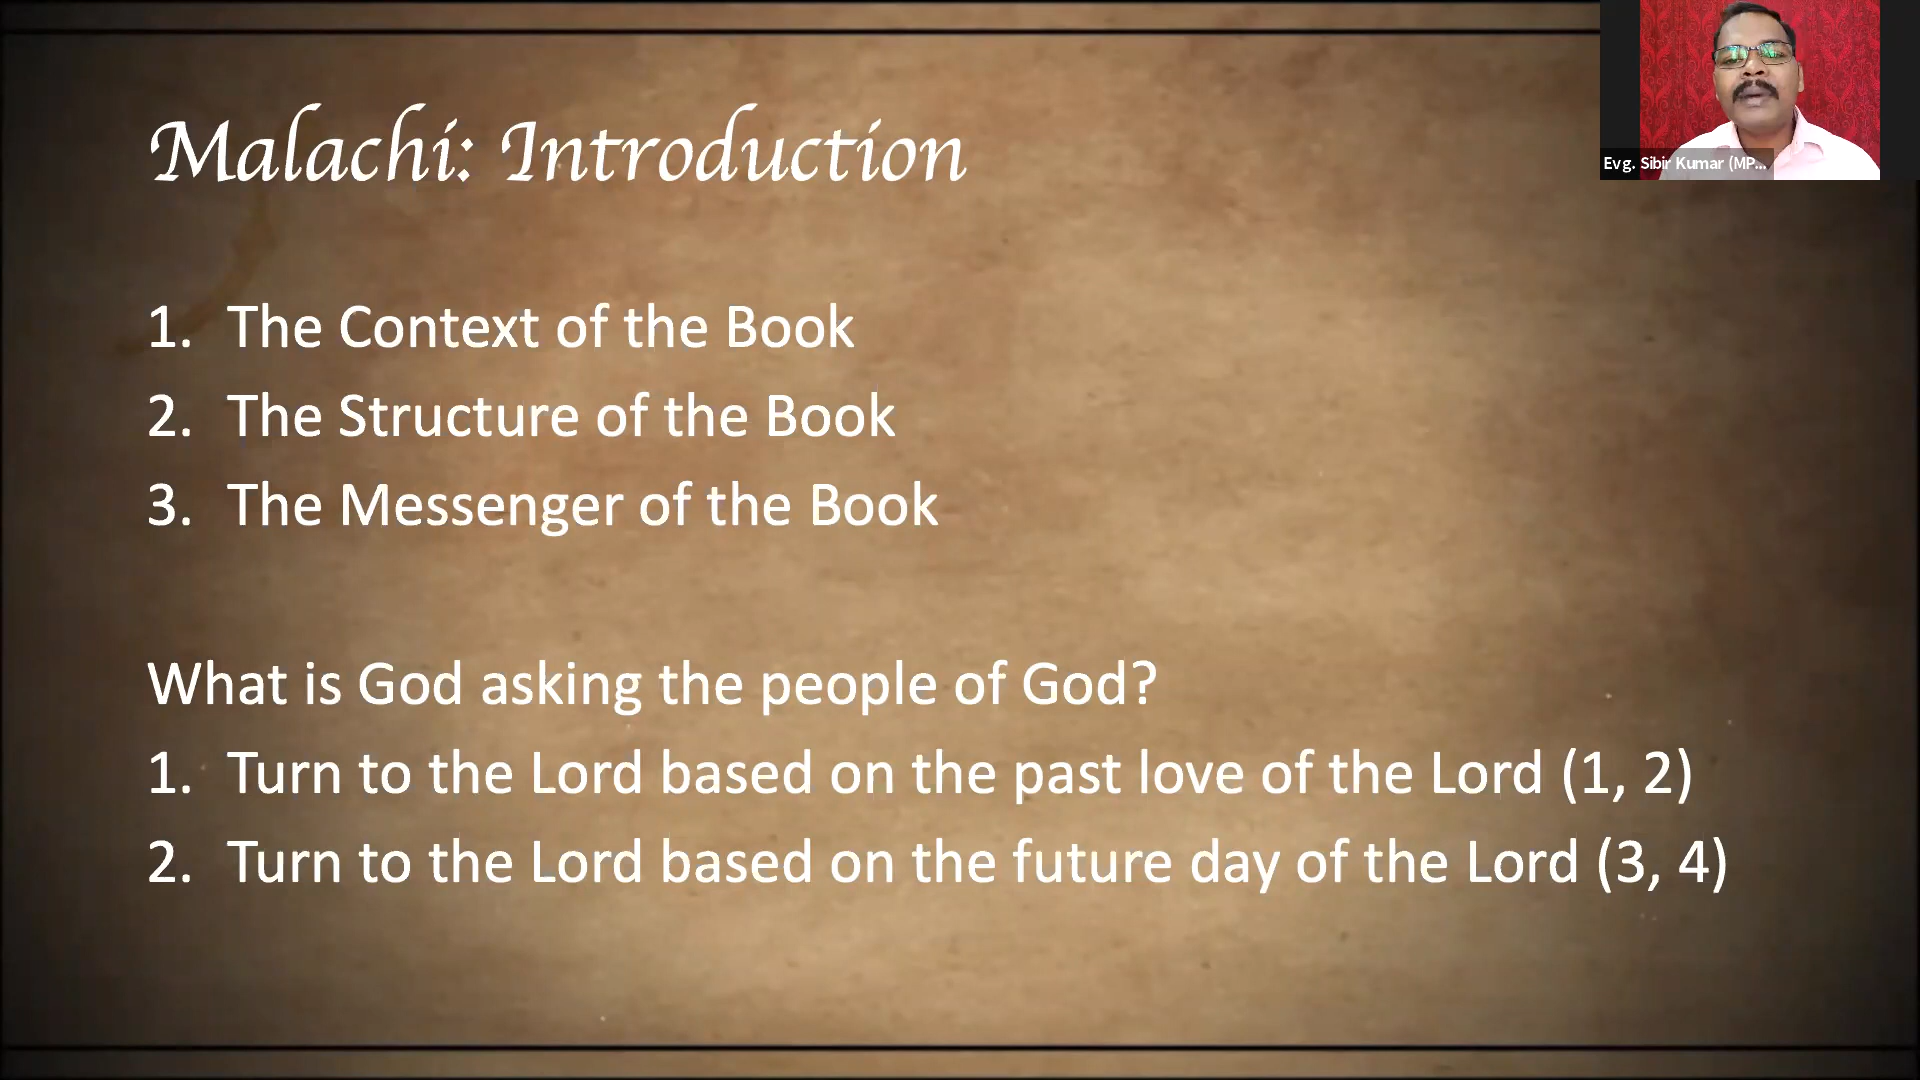 Malachi: Introduction
1. The Context of the Book
2. The Structure of the Book
3. The Messenger of the Book
What is God asking the people of God?
1. Turn to the Lord based on the past love of the Lord (1, 2)
2. Turn to the Lord based on the future day of the Lord (3, 4)
Evg. Sibir Kumar (MP...